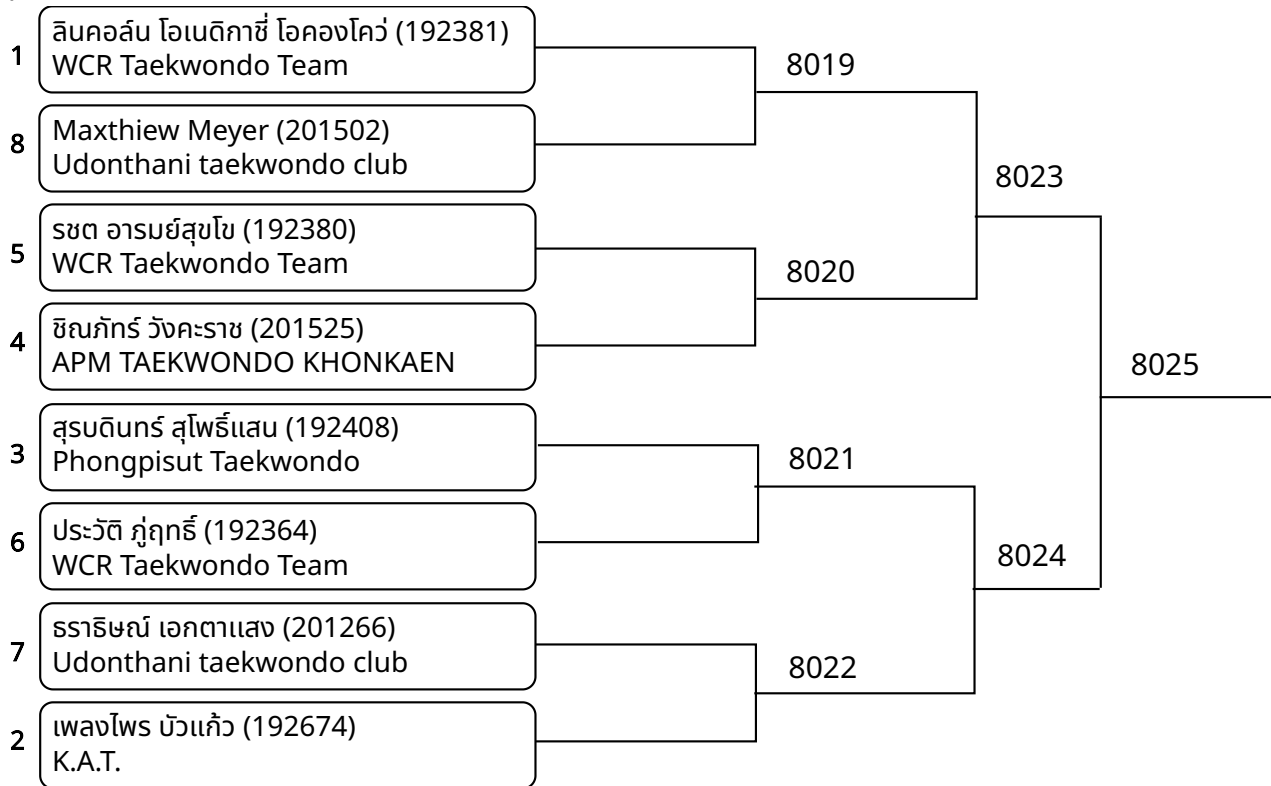 1
ลินคอล์น โอเนดิกาชี่ โอคองโคว่ (192381)
WCR Taekwondo Team
8
Maxthiew Meyer (201502)
Udonthani taekwondo club
5
รชต อารมย์สุขโข (192380)
WCR Taekwondo Team
4
ชิณภัทร์ วังคะราช (201525)
APM TAEKWONDO KHONKAEN
3
สุรบดินทร์ สุโพธิ์แสน (192408)
Phongpisut Taekwondo
6
ประวัติ ภู่ฤทธิ์ (192364)
WCR Taekwondo Team
7
ธราธิษณ์ เอกตาแสง (201266)
Udonthani taekwondo club
2
เพลงไพร บัวแก้ว (192674)
K.A.T.
8019
8020
8021
8022
8023
8024
8025